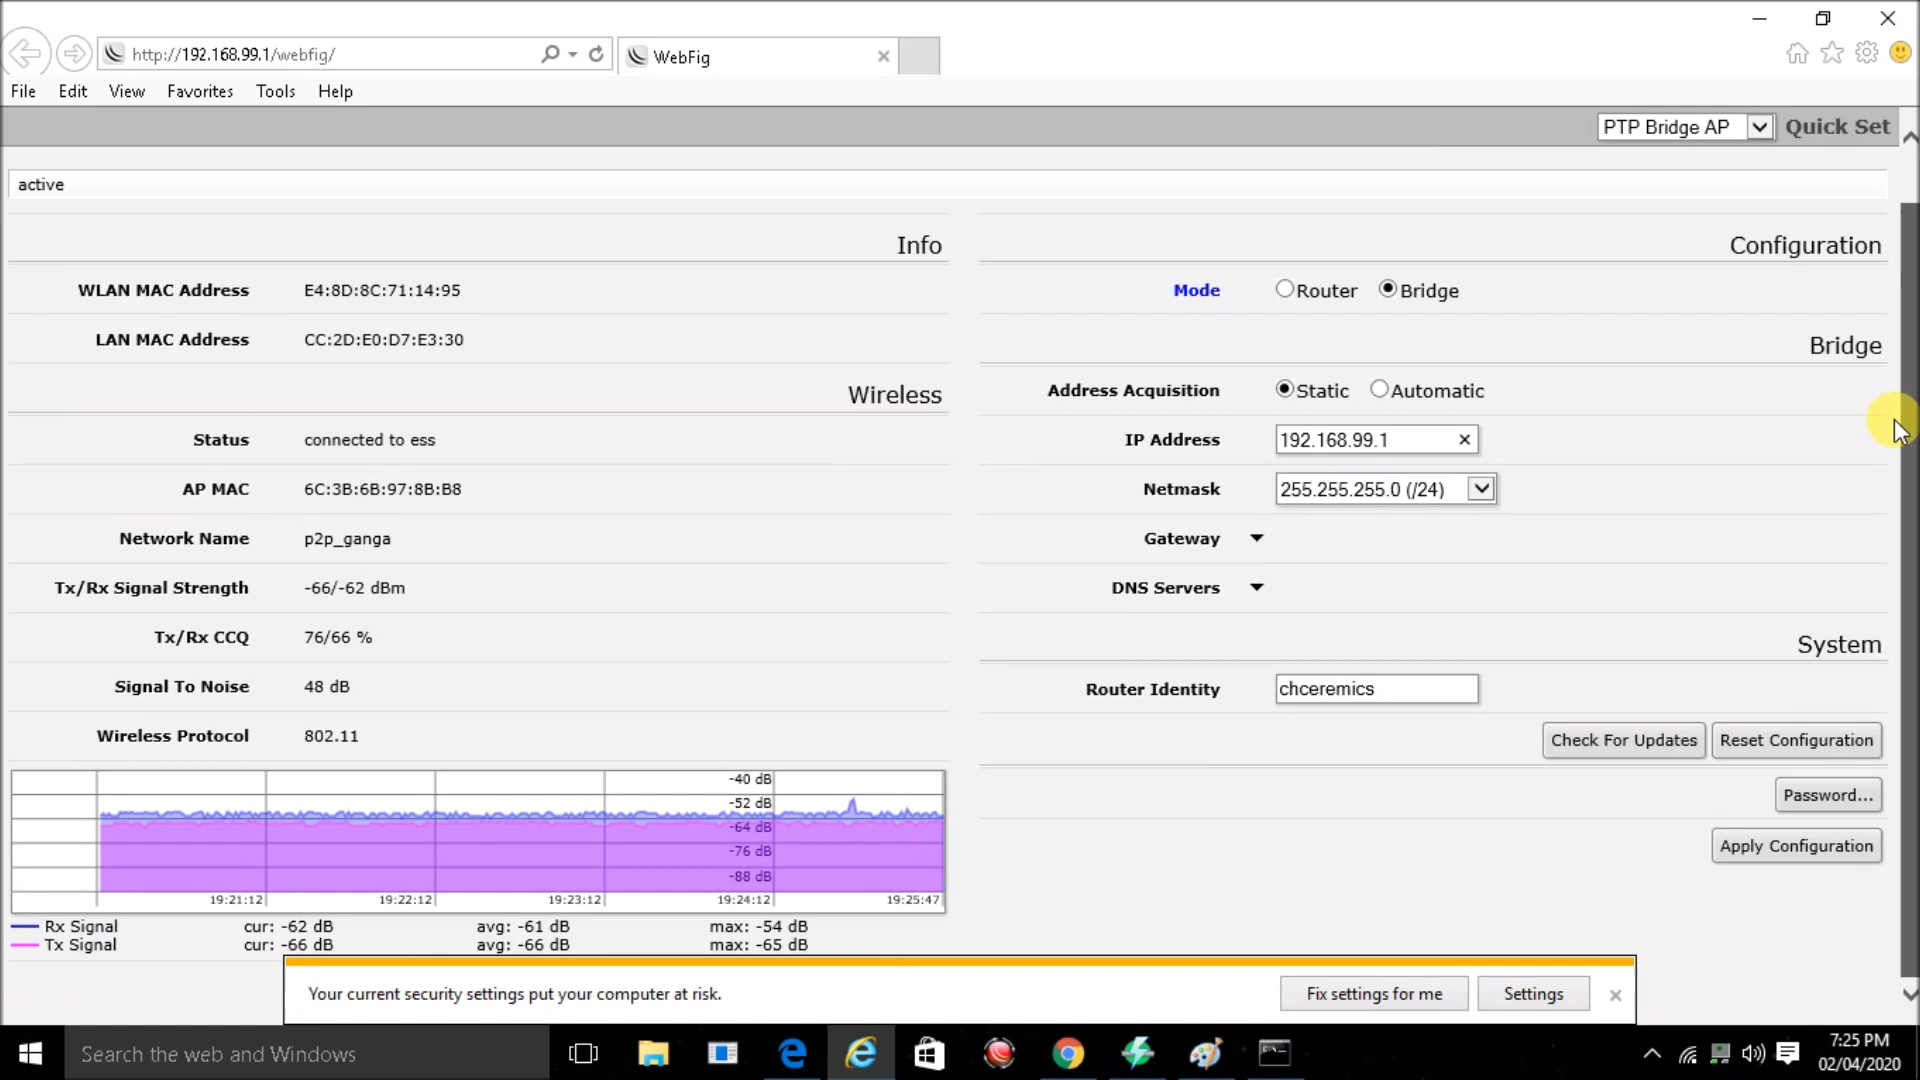 http://192.168.99.1/webfig/
WebFig
File Edit View Favorites Tools Help
PTP Bridge AP Quick Set
active
Info
WLAN MAC Address E4:8D:8C:71:14:95
LAN MAC Address CC:2D:E0:D7:E3:30
Wireless
Status connected to ess
AP MAC 6C:3B:6B:97:8B:B8
Network Name p2p_ganga
Tx/Rx Signal Strength -66/-62 dBm
Tx/Rx CCQ 76/66 %
Signal To Noise 48 dB
Wireless Protocol 802.11
-40 dB
-52 dB
-64 dB
-76 dB
-88 dB
19:21:12 19:22:12 19:23:12 19:24:12 19:25:47
Rx Signal cur: -62 dB avg: -61 dB max: -54 dB
Tx Signal cur: -66 dB avg: -66 dB max: -65 dB
Configuration
Mode Router Bridge
Bridge
Address Acquisition Static Automatic
IP Address 192.168.99.1
Netmask 255.255.255.0 (/24)
Gateway
DNS Servers
System
Router Identity chceremics
Check For Updates Reset Configuration
Password...
Apply Configuration
Your current security settings put your computer at risk. Fix settings for me Settings
Search the web and Windows
7:25 PM
02/04/2020